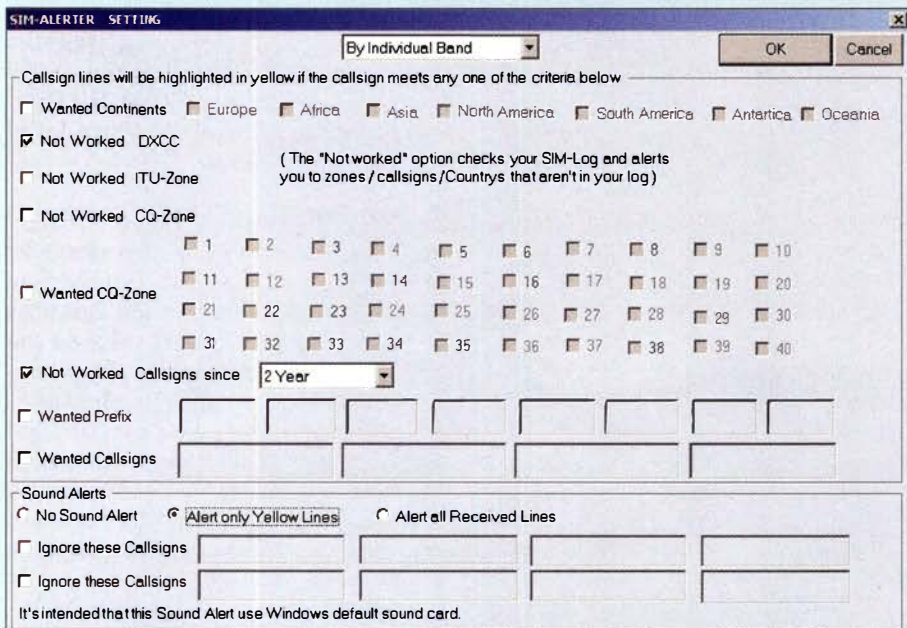 SIM-ALERTER SETTING
By Individual Band
OK Cancel
Callsign lines will be highlighted in yellow if the callsign meets any one of the criteria below
Wanted Continents Europe Africa Asia North America South America Antartica Oceania
Not Worked DXCC
( The "Not worked" option checks your SIM-Log and alerts
you to zones / callsigns /Countrys that aren't in your log )
Not Worked ITU-Zone
Not Worked CQ-Zone
1 2 3 4 5 6 7 8 9 10
11 12 13 14 15 16 17 18 19 20
Wanted CQ-Zone
21 22 23 24 25 26 27 28 29 30
31 32 33 34 35 36 37 38 39 40
Not Worked Callsigns since 2 Year
Wanted Prefix
Wanted Callsigns
Sound Alerts
No Sound Alert Alert only Yellow Lines Alert all Received Lines
Ignore these Callsigns
Ignore these Callsigns
It's intended that this Sound Alert use Windows default sound card.